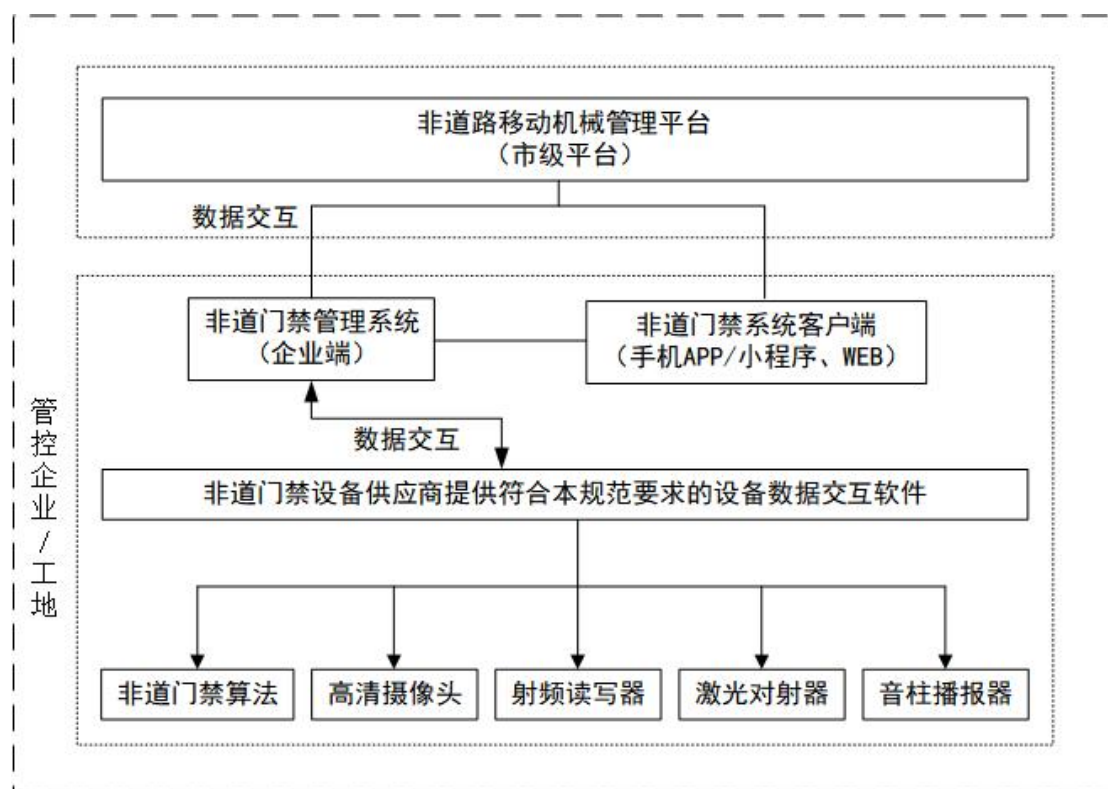 非道路移动机械管理平台
（市级平台）
数据交互
非道门禁管理系统
（企业端）
非道门禁系统客户端
（手机APP/小程序、WEB）
数据交互
管控企业/工地
非道门禁设备供应商提供符合本规范要求的设备数据交互软件
非道门禁算法
高清摄像头
射频读写器
激光对射器
音柱播报器